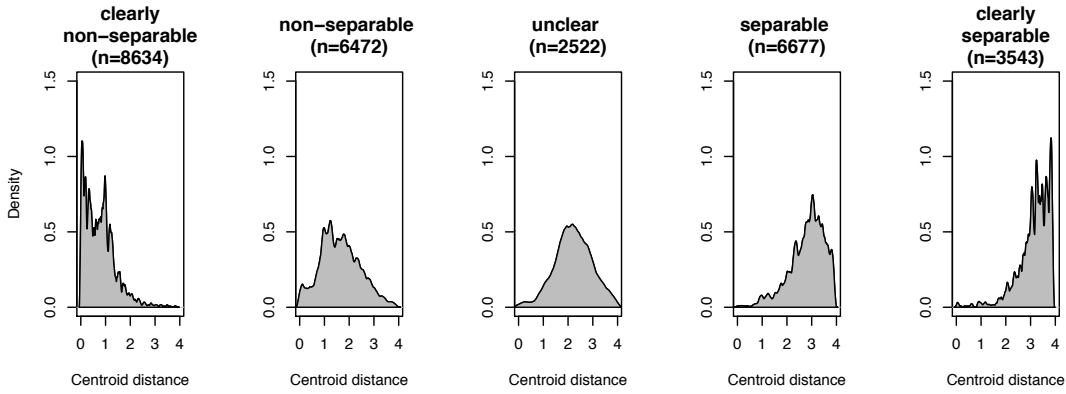 clearly
non−separable
(n=8634)
non−separable
(n=6472)
unclear
(n=2522)
separable
(n=6677)
clearly
separable
(n=3543)
Density
0.0 0.5 1.0 1.5
0 1 2 3 4
Centroid distance
0.0 0.5 1.0 1.5
0 1 2 3 4
Centroid distance
0.0 0.5 1.0 1.5
0 1 2 3 4
Centroid distance
0.0 0.5 1.0 1.5
0 1 2 3 4
Centroid distance
0.0 0.5 1.0 1.5
0 1 2 3 4
Centroid distance